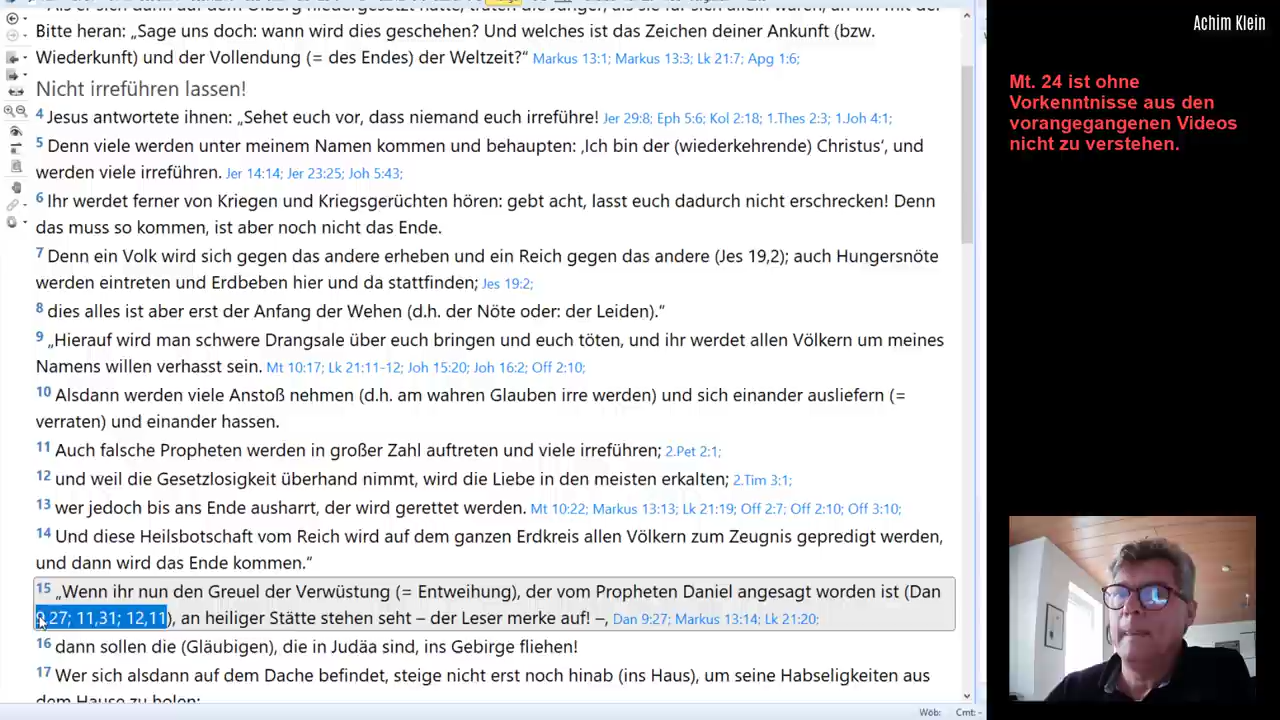 Bitte heran: „Sage uns doch: wann wird dies geschehen? Und welches ist das Zeichen deiner Ankunft (bzw.
Wiederkunft) und der Vollendung (= des Endes) der Weltzeit?“ Markus 13:1; Markus 13:3; Lk 21:7; Apg 1:6;
Nicht irreführen lassen!
4 Jesus antwortete ihnen: „Sehet euch vor, dass niemand euch irreführe! Jer 29:8; Eph 5:6; Kol 2:18; 1.Thes 2:3; 1.Joh 4:1;
5 Denn viele werden unter meinem Namen kommen und behaupten: ‚Ich bin der (wiederkehrende) Christus‘, und
werden viele irreführen. Jer 14:14; Jer 23:25; Joh 5:43;
6 Ihr werdet ferner von Kriegen und Kriegsgerüchten hören: gebt acht, lasst euch dadurch nicht erschrecken! Denn
das muss so kommen, ist aber noch nicht das Ende.
7 Denn ein Volk wird sich gegen das andere erheben und ein Reich gegen das andere (Jes 19,2); auch Hungersnöte
werden eintreten und Erdbeben hier und da stattfinden; Jes 19:2;
8 dies alles ist aber erst der Anfang der Wehen (d.h. der Nöte oder: der Leiden).“
9 „Hierauf wird man schwere Drangsale über euch bringen und euch töten, und ihr werdet allen Völkern um meines
Namens willen verhasst sein. Mt 10:17; Lk 21:11-12; Joh 15:20; Joh 16:2; Off 2:10;
10 Alsdann werden viele Anstoß nehmen (d.h. am wahren Glauben irre werden) und sich einander ausliefern (=
verraten) und einander hassen.
11 Auch falsche Propheten werden in großer Zahl auftreten und viele irreführen; 2.Pet 2:1;
12 und weil die Gesetzlosigkeit überhand nimmt, wird die Liebe in den meisten erkalten; 2.Tim 3:1;
13 wer jedoch bis ans Ende ausharrt, der wird gerettet werden. Mt 10:22; Markus 13:13; Lk 21:19; Off 2:7; Off 2:10; Off 3:10;
14 Und diese Heilsbotschaft vom Reich wird auf dem ganzen Erdkreis allen Völkern zum Zeugnis gepredigt werden,
und dann wird das Ende kommen.“
15 „Wenn ihr nun den Greuel der Verwüstung (= Entweihung), der vom Propheten Daniel angesagt worden ist (Dan
9,27; 11,31; 12,11), an heiliger Stätte stehen seht – der Leser merke auf! –, Dan 9:27; Markus 13:14; Lk 21:20;
16 dann sollen die (Gläubigen), die in Judäa sind, ins Gebirge fliehen!
17 Wer sich alsdann auf dem Dache befindet, steige nicht erst noch hinab (ins Haus), um seine Habseligkeiten aus
dem Hause zu holen;
Wöb: Cmt: -
Achim Klein
Mt. 24 ist ohne
Vorkenntnisse aus den
vorangegangenen Videos
nicht zu verstehen.